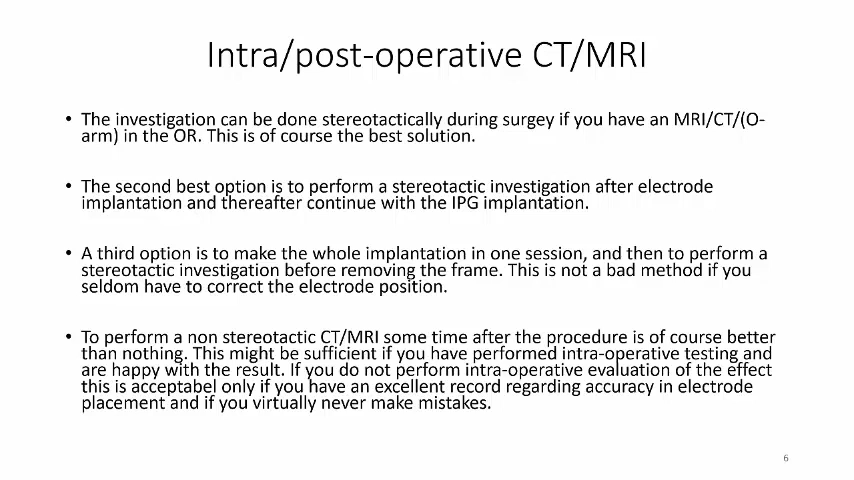 Intra/post-operative CT/MRI
• The investigation can be done stereotactically during surgey if you have an MRI/CT/(O-
arm) in the OR. This is of course the best solution.
• The second best option is to perform a stereotactic investigation after electrode
implantation and thereafter continue with the IPG implantation.
• A third option is to make the whole implantation in one session, and then to perform a
stereotactic investigation before removing the frame. This is not a bad method if you
seldom have to correct the electrode position.
• To perform a non stereotactic CT/MRI some time after the procedure is of course better
than nothing. This might be sufficient if you have performed intra-operative testing and
are happy with the result. If you do not perform intra-operative evaluation of the effect
this is acceptabel only if you have an excellent record regarding accuracy in electrode
placement and if you virtually never make mistakes.
6